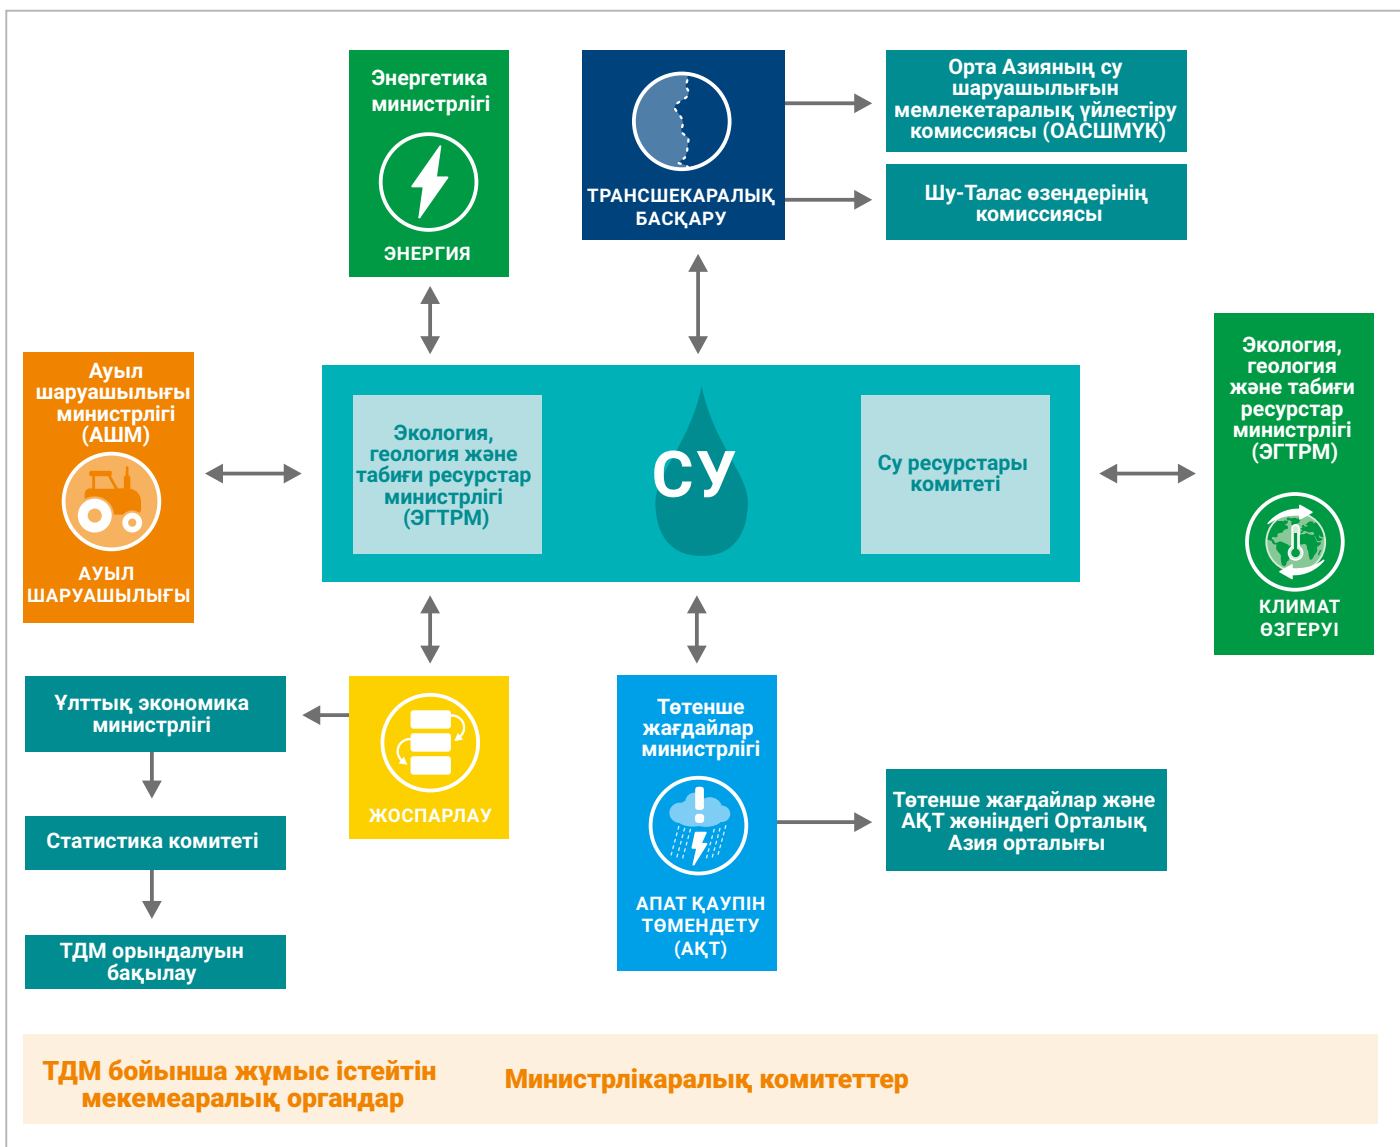 Энергетика
министрлігі
ЭНЕРГИЯ
ТРАНСШЕКАРАЛЫҚ
БАСҚАРУ
Орта Азияның су
шаруашылығын
мемлекетаралық үйлестіру
комиссиясы (ОАСШМҮК)
Шу-Талас өзендерінің
комиссиясы
Ауыл
шаруашылығы
министрлігі
(АШМ)
АУЫЛ
ШАРУАШЫЛЫҒЫ
Экология,
геология және
табиғи ресурстар
министрлігі
(ЭГТРМ)
СУ
Су ресурстары
комитеті
Экология,
геология
және табиғи
ресурстар
министрлігі
(ЭГТРМ)
КЛИМАТ
ӨЗГЕРУІ
Ұлттық экономика
министрлігі
Статистика комитеті
ТДМ орындалуын
бақылау
ЖОСПАРЛАУ
Төтенше
жағдайлар
министрлігі
АПАТ ҚАУПІН
ТӨМЕНДЕТУ
(АҚТ)
Төтенше жағдайлар және
АҚТ жөніндегі Орталық
Азия орталығы
ТДМ бойынша жұмыс істейтін
мекемеаралық органдар
Министрлікаралық комитеттер